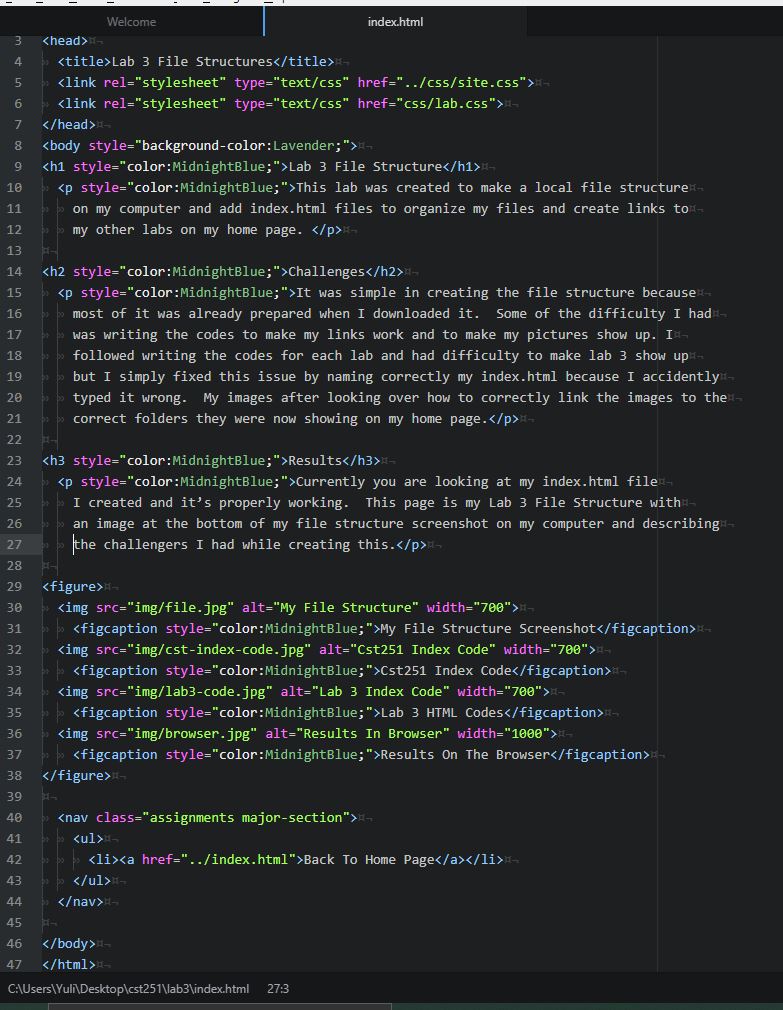 Welcome
index.html
3 <head>
4 <title>Lab 3 File Structures</title>
5 <link rel="stylesheet" type="text/css" href="../css/site.css">
6 <link rel="stylesheet" type="text/css" href="css/lab.css">
7 </head>
8 <body style="background-color:Lavender;">
9 <h1 style="color:MidnightBlue;">Lab 3 File Structure</h1>
10 <p style="color:MidnightBlue;">This lab was created to make a local file structure
11 on my computer and add index.html files to organize my files and create links to
12 my other labs on my home page. </p>
13
14 <h2 style="color:MidnightBlue;">Challenges</h2>
15 <p style="color:MidnightBlue;">It was simple in creating the file structure because
16 most of it was already prepared when I downloaded it.  Some of the difficulty I had
17 was writing the codes to make my links work and to make my pictures show up. I
18 followed writing the codes for each lab and had difficulty to make lab 3 show up
19 but I simply fixed this issue by naming correctly my index.html because I accidently
20 typed it wrong.  My images after looking over how to correctly link the images to the
21 correct folders they were now showing on my home page.</p>
22
23 <h3 style="color:MidnightBlue;">Results</h3>
24 <p style="color:MidnightBlue;">Currently you are looking at my index.html file
25 I created and it’s properly working.  This page is my Lab 3 File Structure with
26 an image at the bottom of my file structure screenshot on my computer and describing
27 the challengers I had while creating this.</p>
28
29 <figure>
30 <img src="img/file.jpg" alt="My File Structure" width="700">
31 <figcaption style="color:MidnightBlue;">My File Structure Screenshot</figcaption>
32 <img src="img/cst-index-code.jpg" alt="Cst251 Index Code" width="700">
33 <figcaption style="color:MidnightBlue;">Cst251 Index Code</figcaption>
34 <img src="img/lab3-code.jpg" alt="Lab 3 Index Code" width="700">
35 <figcaption style="color:MidnightBlue;">Lab 3 HTML Codes</figcaption>
36 <img src="img/browser.jpg" alt="Results In Browser" width="1000">
37 <figcaption style="color:MidnightBlue;">Results On The Browser</figcaption>
38 </figure>
39
40 <nav class="assignments major-section">
41 <ul>
42 <li><a href="../index.html">Back To Home Page</a></li>
43 </ul>
44 </nav>
45
46 </body>
47 </html>
C:\Users\Yuli\Desktop\cst251\lab3\index.html 27:3